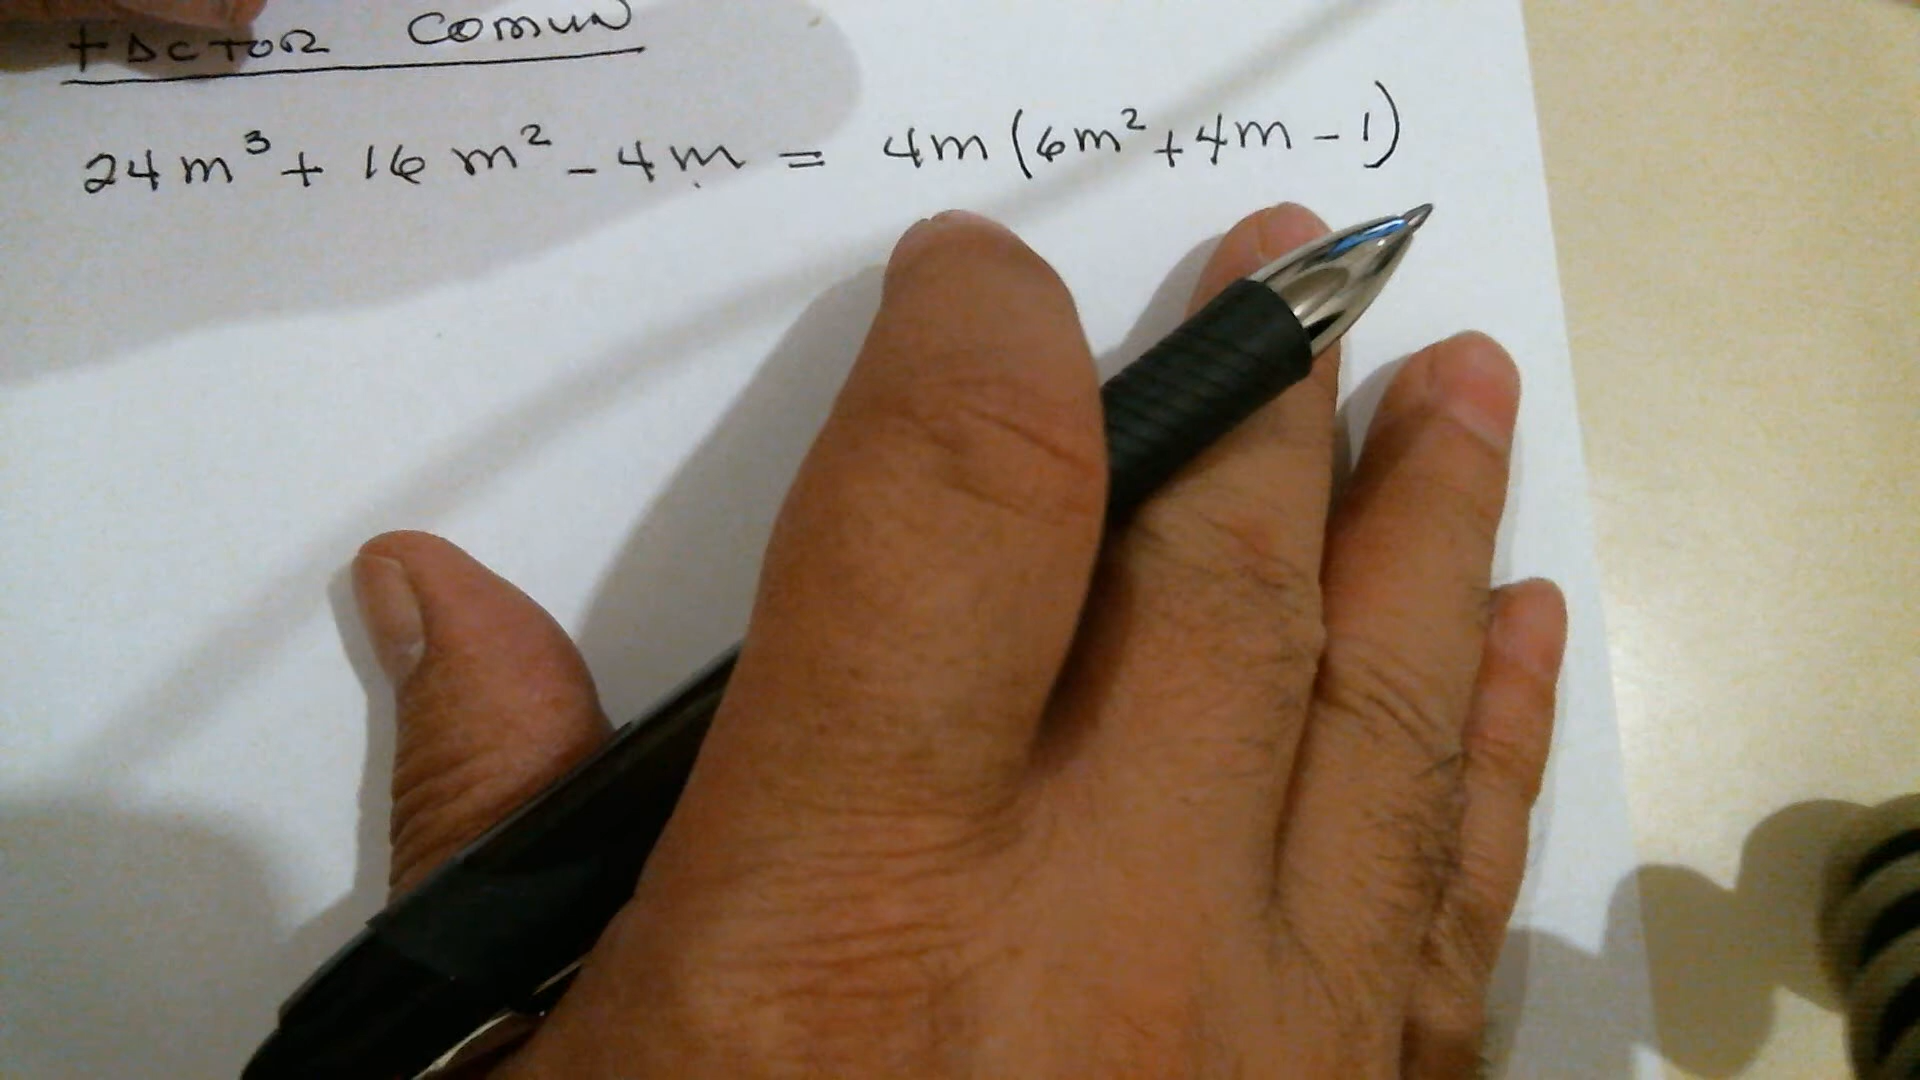 FACTOR COMUN
24m³ + 16m² - 4m = 4m (6m² + 4m - 1)